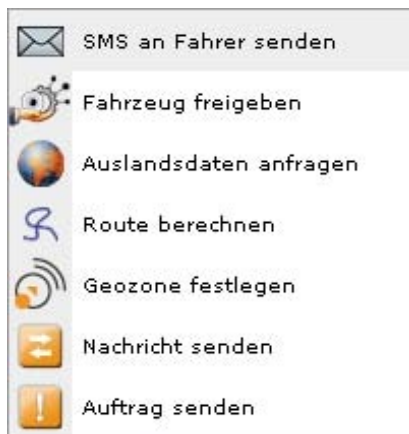 SMS an Fahrer senden
Fahrzeug freigeben
Auslandsdaten anfragen
Route berechnen
Geozone festlegen
Nachricht senden
Auftrag senden